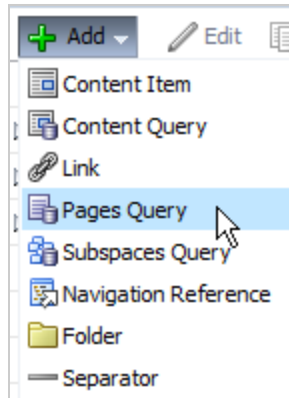 Add Edit
Content Item
Content Query
Link
Pages Query
Subspaces Query
Navigation Reference
Folder
Separator